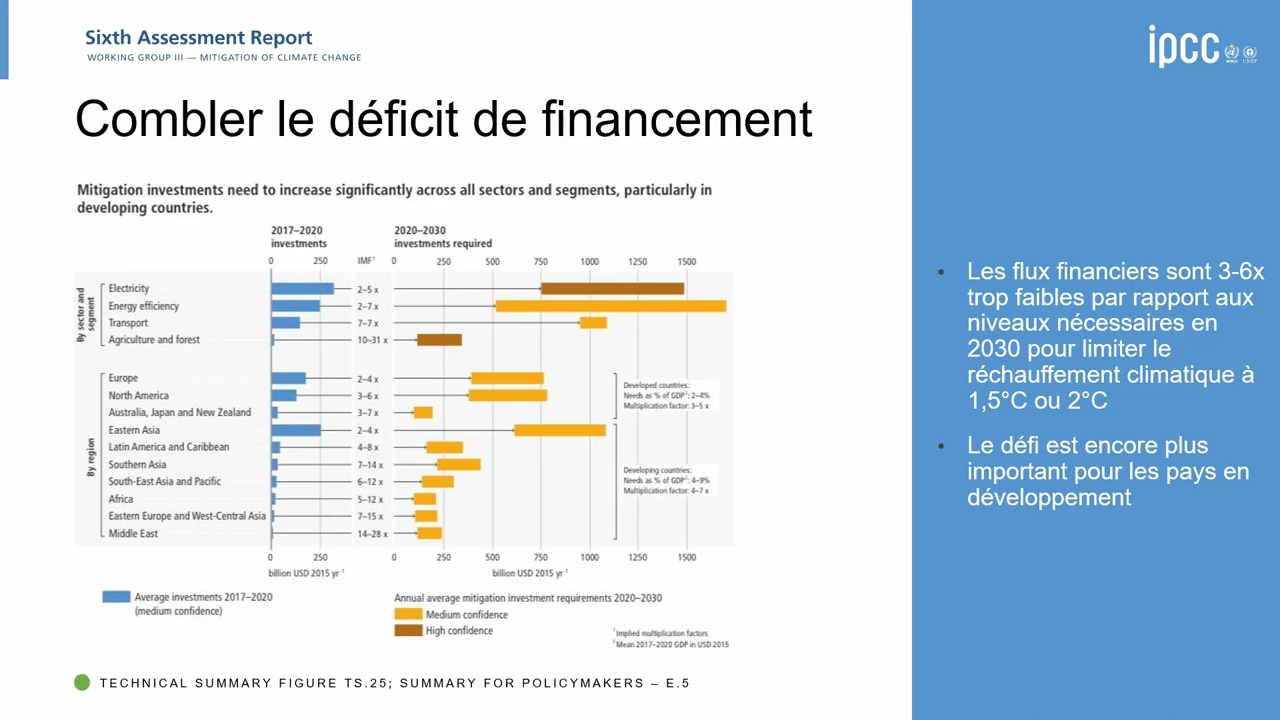 Sixth Assessment Report
WORKING GROUP III — MITIGATION OF CLIMATE CHANGE
ipcc
WMO UNEP
Combler le déficit de financement
Mitigation investments need to increase significantly across all sectors and segments, particularly in
developing countries.
2017–2020
investments
2020–2030
investments required
0 250 IMF¹ 0 250 500 750 1000 1250 1500
By sector and
segment
Electricity 2–5 x
Energy efficiency 2–7 x
Transport 7–7 x
Agriculture and forest 10–31 x
By region
Europe 2–4 x
North America 3–6 x
Australia, Japan and New Zealand 3–7 x
Eastern Asia 2–4 x
Latin America and Caribbean 4–8 x
Southern Asia 7–14 x
South-East Asia and Pacific 6–12 x
Africa 5–12 x
Eastern Europe and West-Central Asia 7–15 x
Middle East 14–28 x
Developed countries:
Needs as % of GDP²: 2–4%
Multiplication factor: 3–5 x
Developing countries:
Needs as % of GDP²: 4–9%
Multiplication factor: 4–7 x
0 250 0 250 500 750 1000 1250 1500
billion USD 2015 yr⁻¹ billion USD 2015 yr⁻¹
Average investments 2017–2020
(medium confidence)
Annual average mitigation investment requirements 2020–2030
Medium confidence
High confidence
¹ Implied multiplication factors
² Mean 2017–2020 GDP in USD 2015
TECHNICAL SUMMARY FIGURE TS.25; SUMMARY FOR POLICYMAKERS – E.5
• Les flux financiers sont 3-6x
trop faibles par rapport aux
niveaux nécessaires en
2030 pour limiter le
réchauffement climatique à
1,5°C ou 2°C
• Le défi est encore plus
important pour les pays en
développement